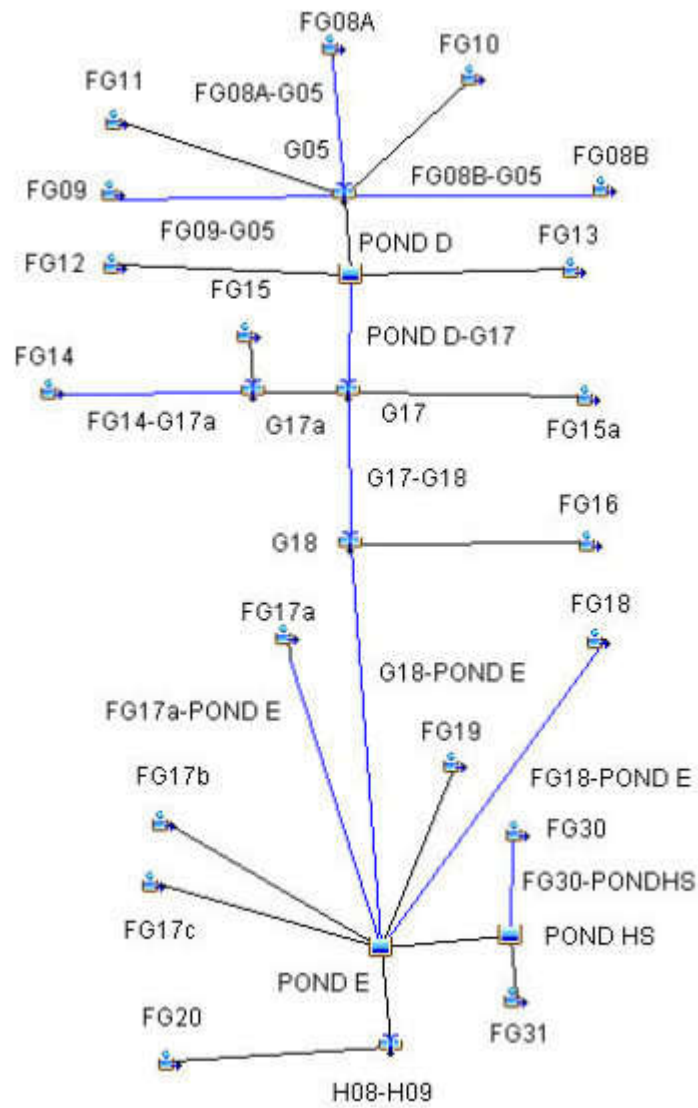 FG08A
FG10
FG11
FG08A-G05
G05
FG08B
FG09
FG08B-G05
FG09-G05
POND D
FG13
FG12
FG15
POND D-G17
FG14
FG14-G17a
G17a
G17
FG15a
G17-G18
FG16
G18
FG17a
FG18
G18-POND E
FG17a-POND E
FG19
FG17b
FG18-POND E
FG30
FG30-PONDHS
FG17c
POND HS
POND E
FG31
FG20
H08-H09